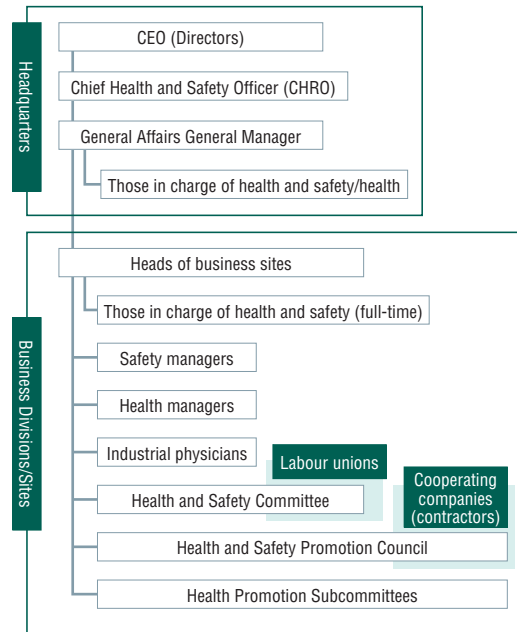 Headquarters
CEO (Directors)
Chief Health and Safety Officer (CHRO)
General Affairs General Manager
Those in charge of health and safety/health
Business Divisions/Sites
Heads of business sites
Those in charge of health and safety (full-time)
Safety managers
Health managers
Industrial physicians
Labour unions
Health and Safety Committee
Cooperating
companies
(contractors)
Health and Safety Promotion Council
Health Promotion Subcommittees